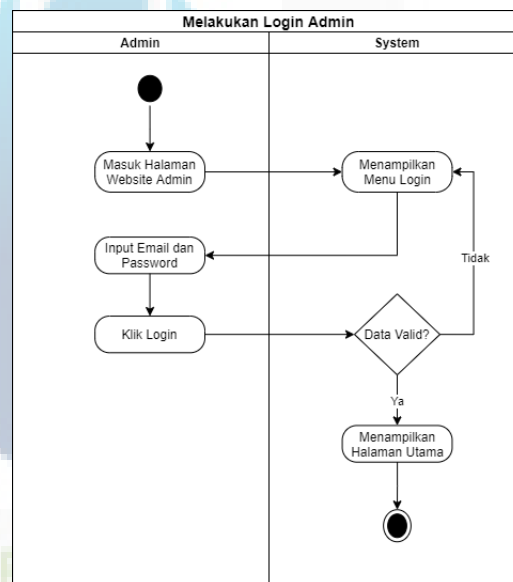 Melakukan Login Admin
Admin
System
Masuk Halaman
Website Admin
Menampilkan
Menu Login
Input Email dan
Password
Tidak
Klik Login
Data Valid?
Ya
Menampilkan
Halaman Utama